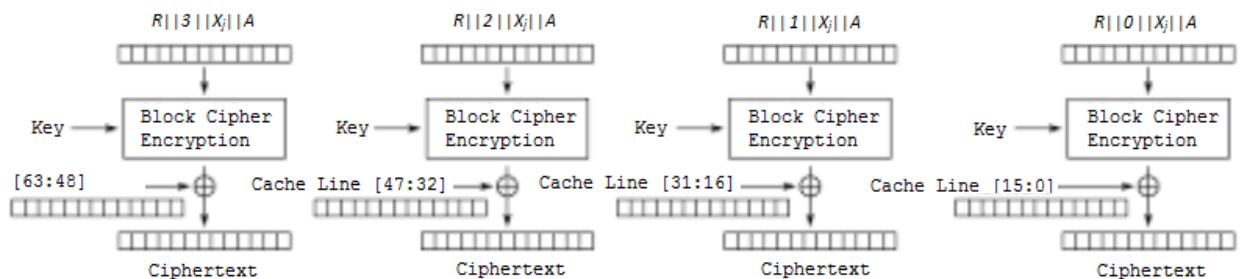 R||3||Xj||A
R||2||Xj||A
R||1||Xj||A
R||0||Xj||A
Key
Block Cipher
Encryption
Key
Block Cipher
Encryption
Key
Block Cipher
Encryption
Key
Block Cipher
Encryption
[63:48]
Cache Line [47:32]
Cache Line [31:16]
Cache Line [15:0]
Ciphertext
Ciphertext
Ciphertext
Ciphertext